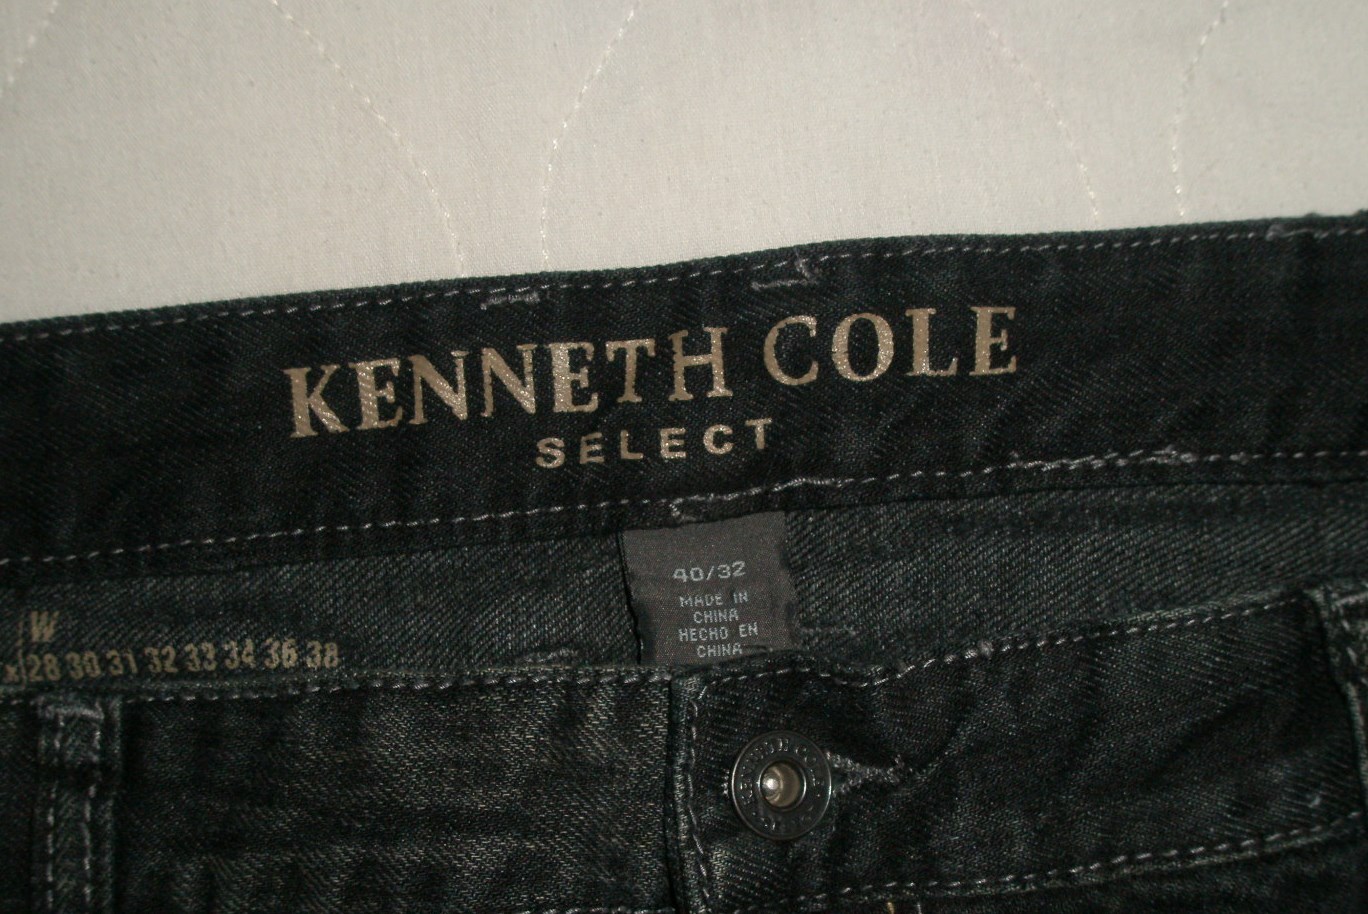 KENNETH COLE
SELECT
40/32
MADE IN
CHINA
HECHO EN
CHINA
W
28 30 31 32 33 34 36 38